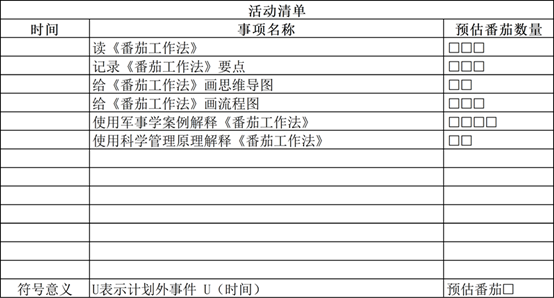 活动清单
时间 事项名称 预估番茄数量
读《番茄工作法》 □□□
记录《番茄工作法》要点 □□□
给《番茄工作法》画思维导图 □□
给《番茄工作法》画流程图 □□□
使用军事学案例解释《番茄工作法》 □□□□
使用科学管理原理解释《番茄工作法》 □□
符号意义 U表示计划外事件 U（时间） 预估番茄□